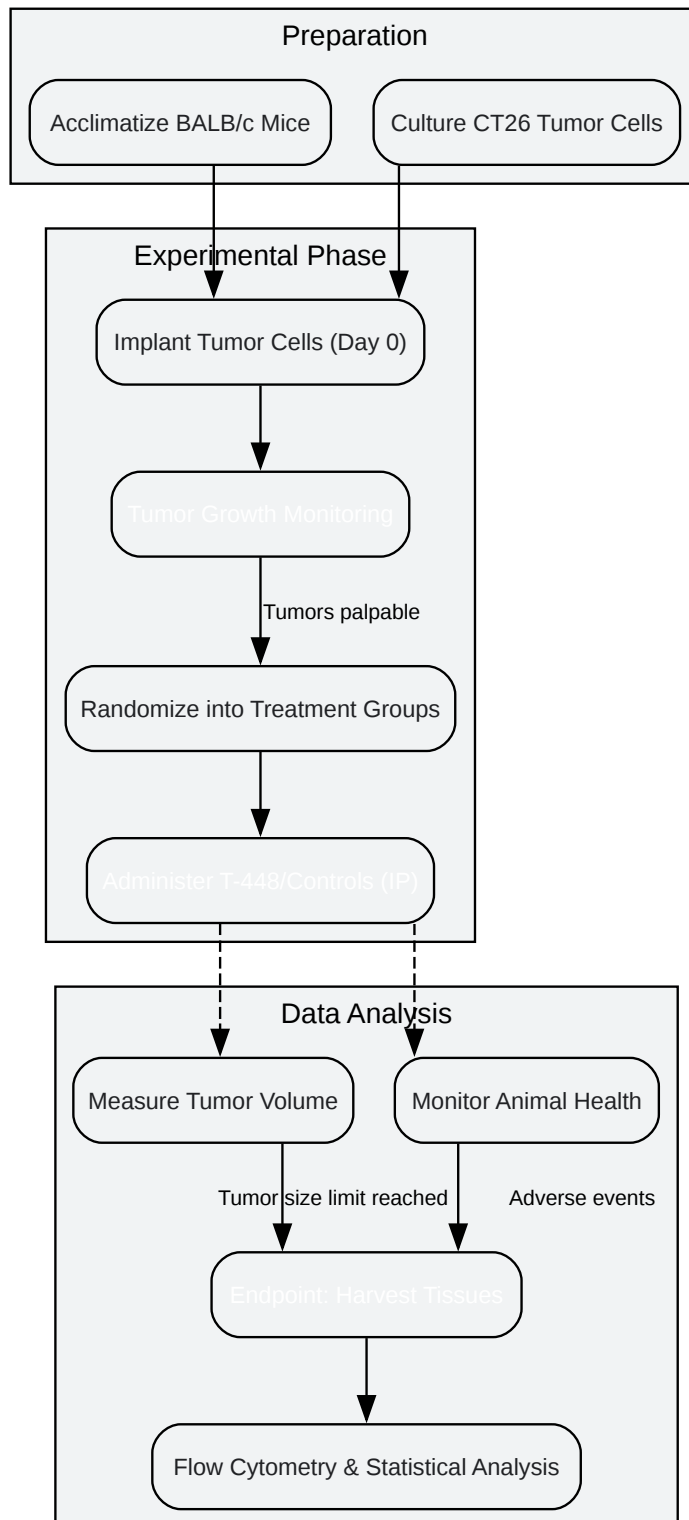 Preparation
Acclimatize BALB/c Mice
Culture CT26 Tumor Cells
Experimental Phase
Implant Tumor Cells (Day 0)
Tumor Growth Monitoring
Tumors palpable
Randomize into Treatment Groups
Administer T-448/Controls (IP)
Data Analysis
Measure Tumor Volume
Monitor Animal Health
Tumor size limit reached
Adverse events
Endpoint: Harvest Tissues
Flow Cytometry & Statistical Analysis